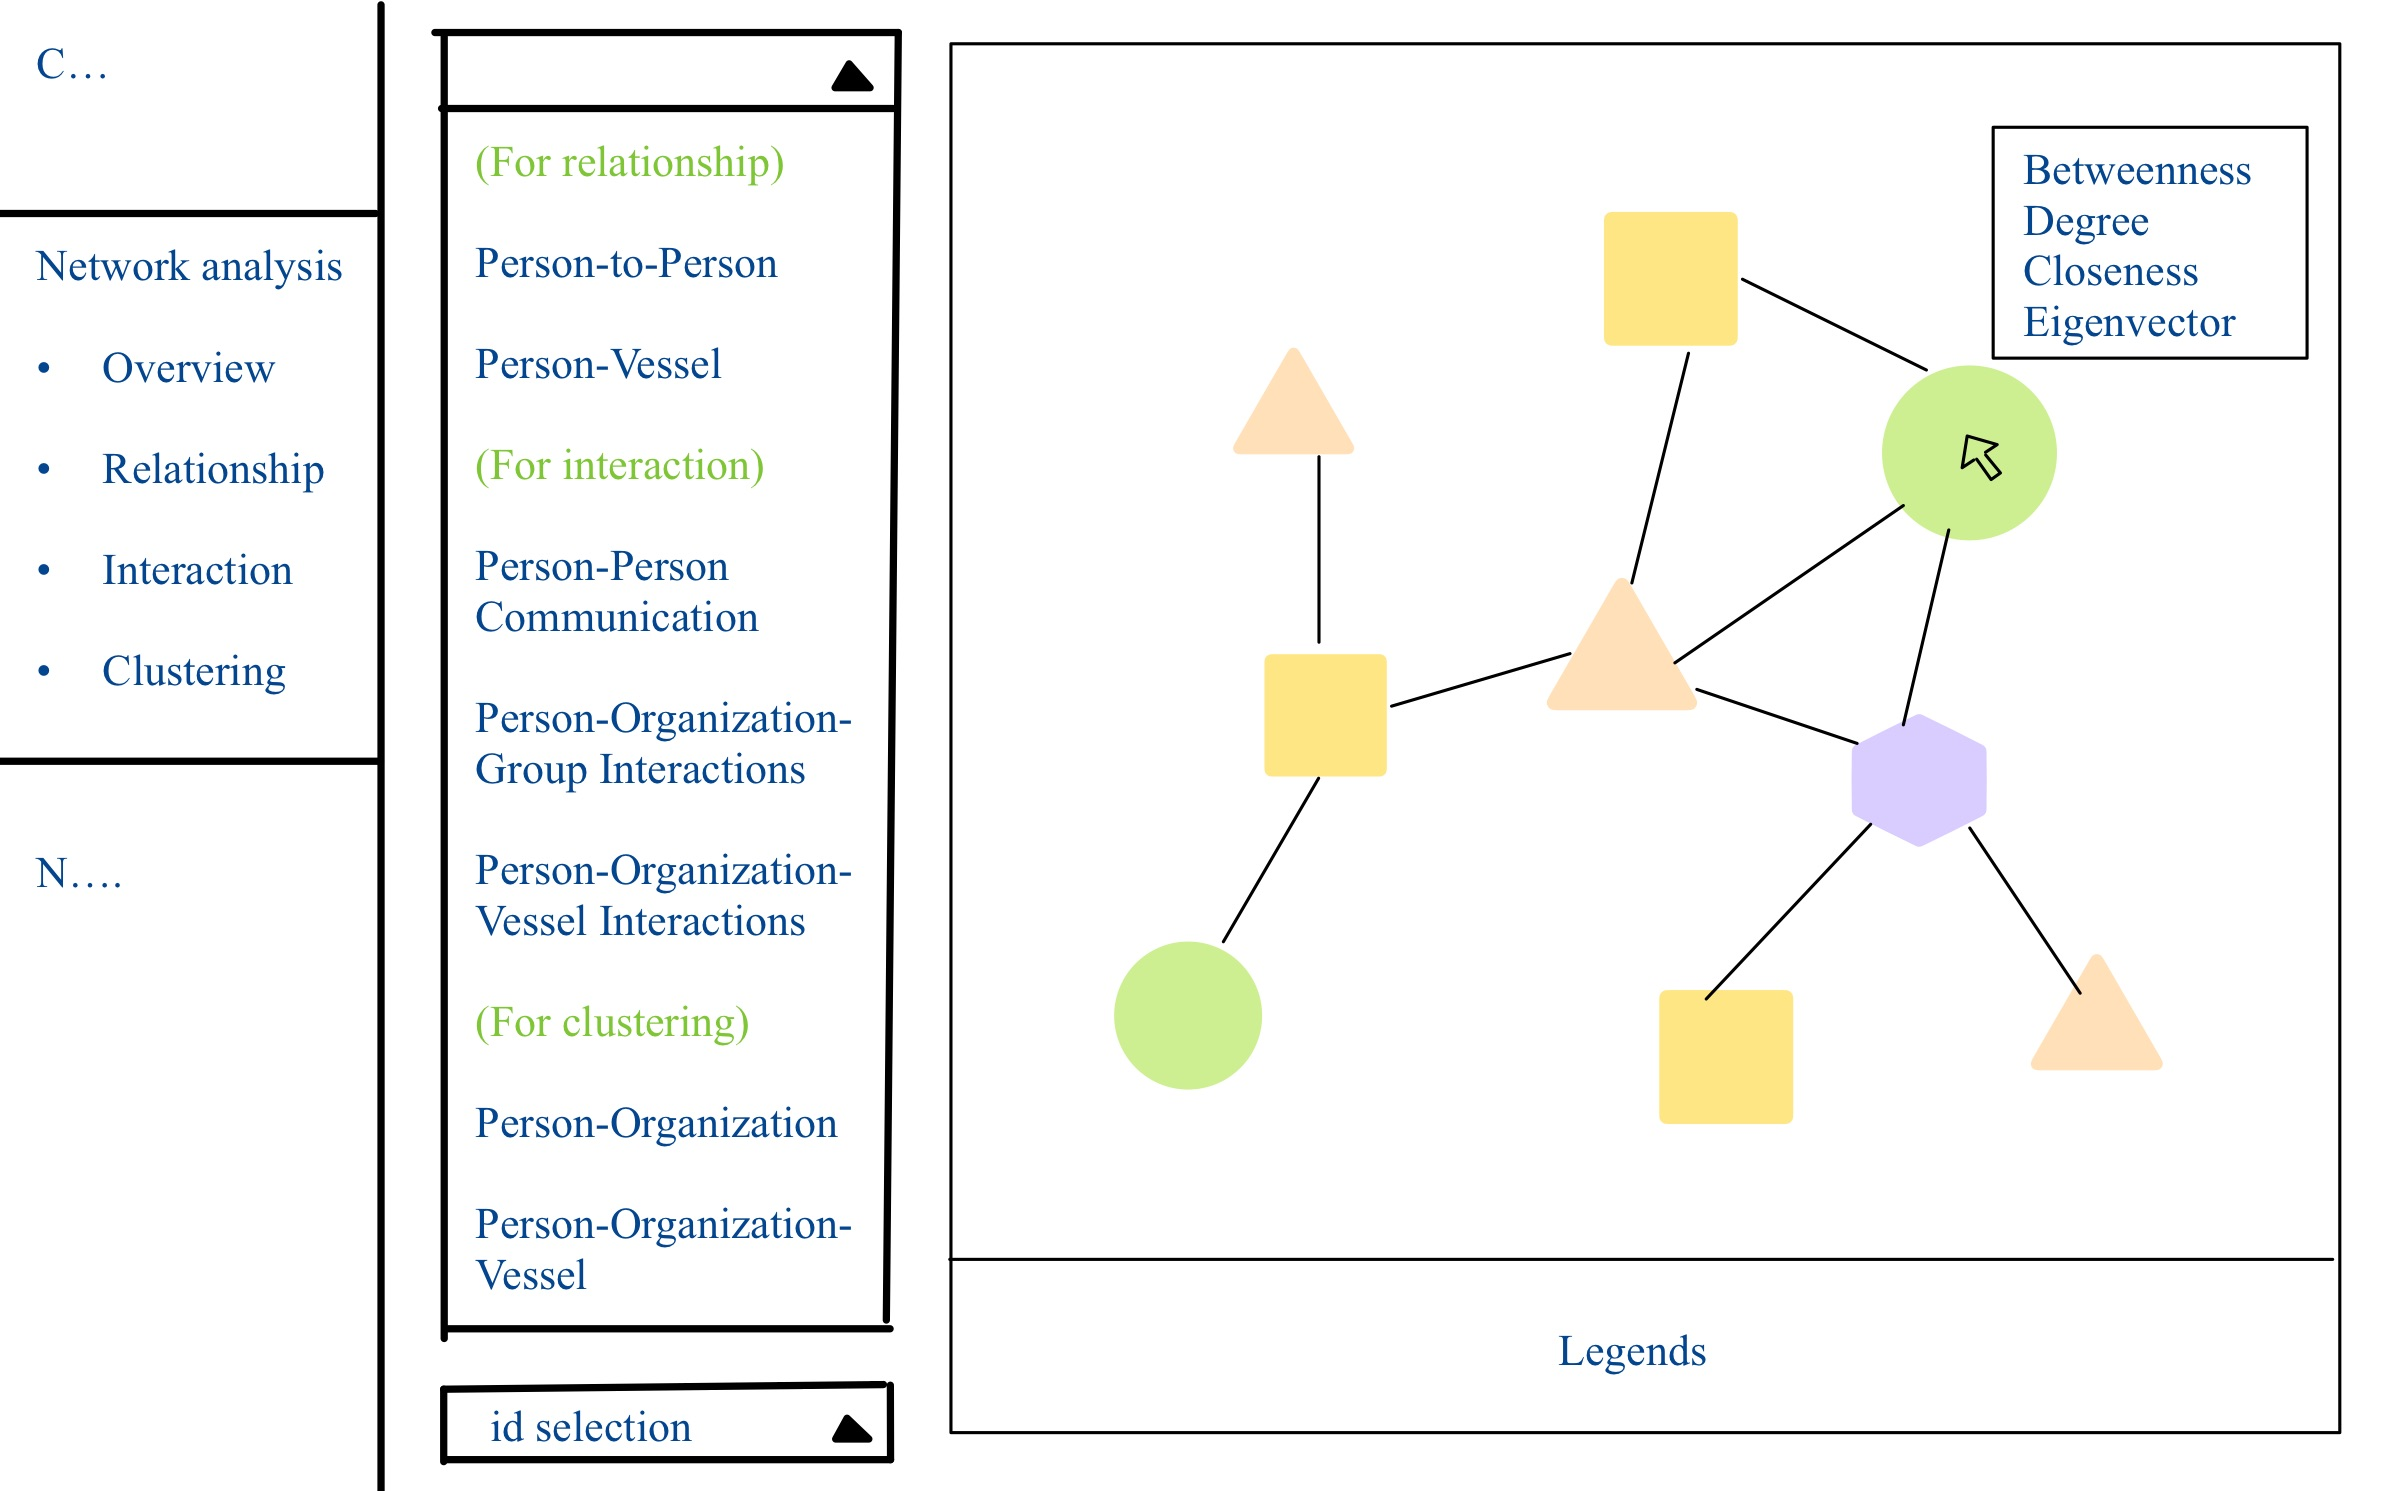 C…
Network analysis
• Overview
• Relationship
• Interaction
• Clustering
N….
(For relationship)
Person-to-Person
Person-Vessel
(For interaction)
Person-Person
Communication
Person-Organization-
Group Interactions
Person-Organization-
Vessel Interactions
(For clustering)
Person-Organization
Person-Organization-
Vessel
id selection
Betweenness
Degree
Closeness
Eigenvector
Legends